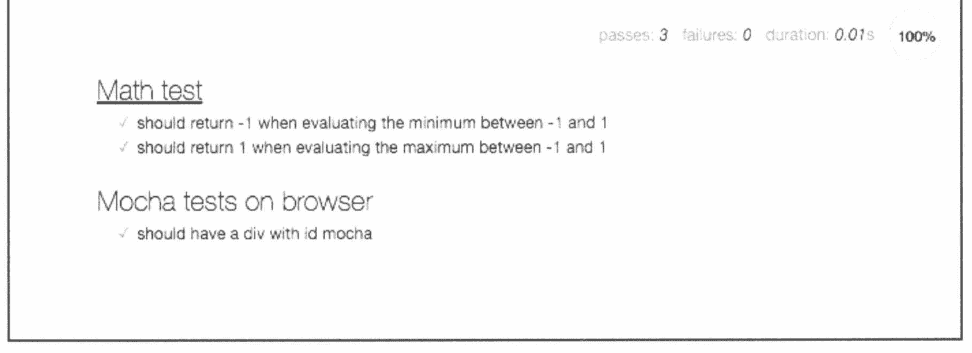 passes: 3 failures: 0 duration: 0.01s 100%
Math test
✓ should return -1 when evaluating the minimum between -1 and 1
✓ should return 1 when evaluating the maximum between -1 and 1
Mocha tests on browser
✓ should have a div with id mocha